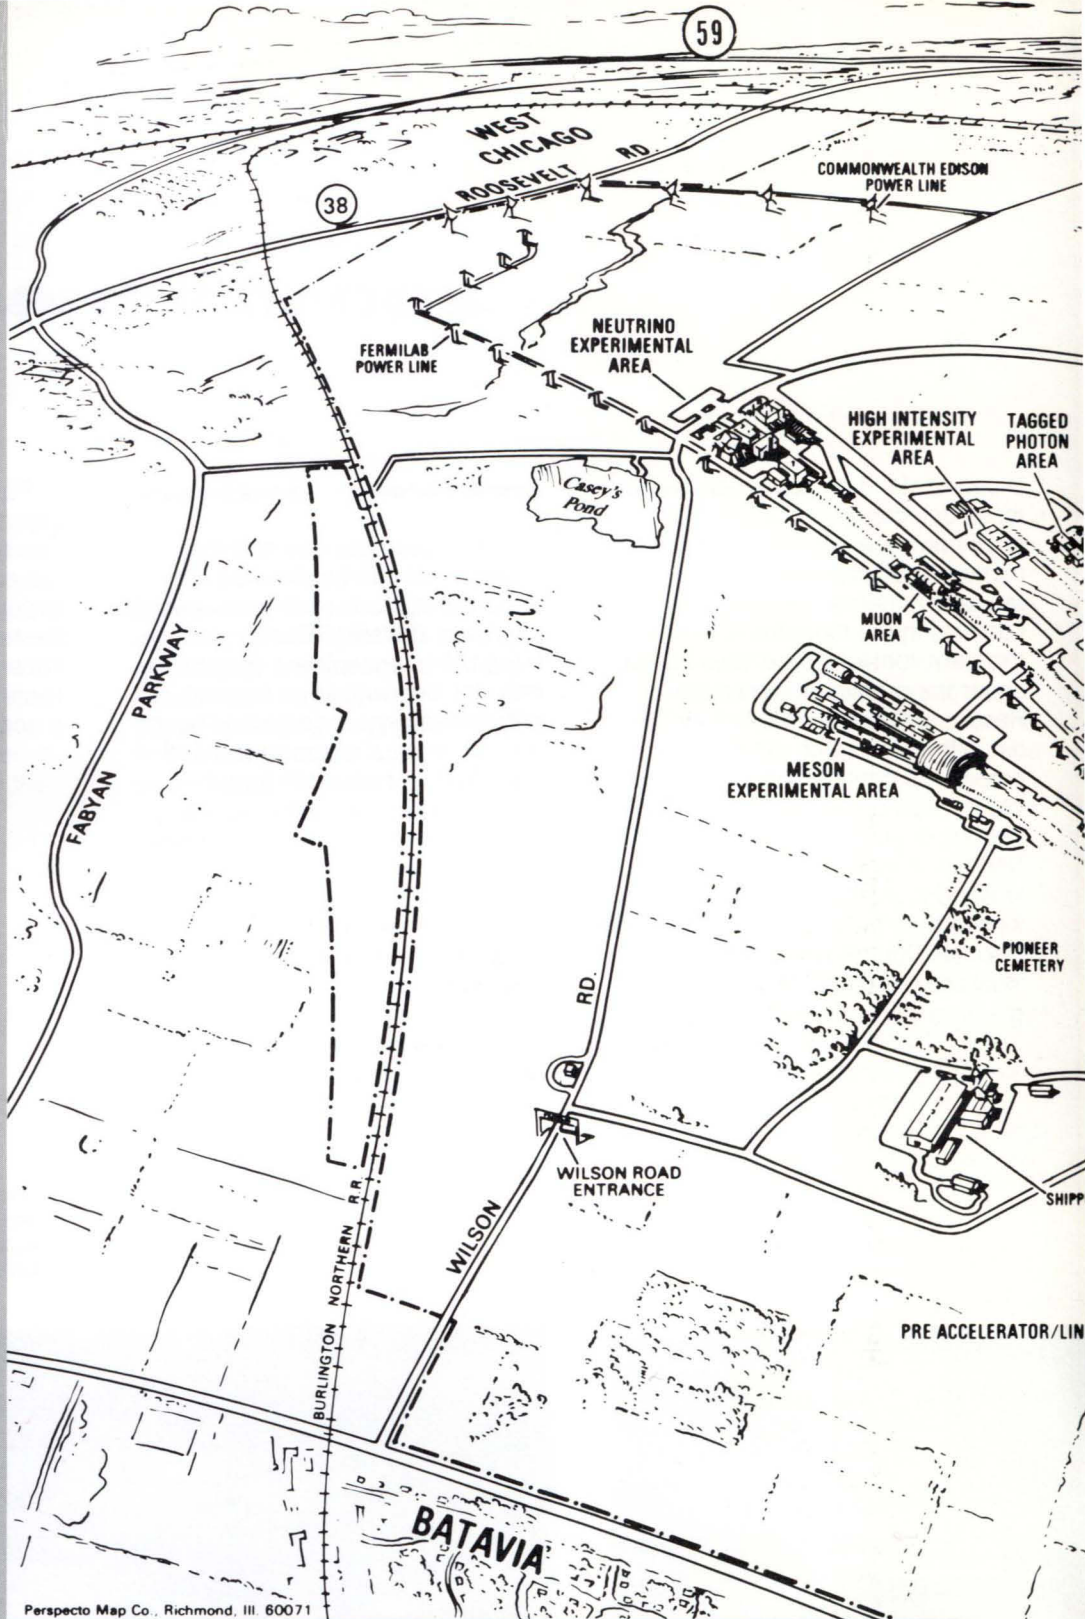 59
WEST
CHICAGO
ROOSEVELT RD
38
COMMONWEALTH EDISON
POWER LINE
FERMILAB
POWER LINE
NEUTRINO
EXPERIMENTAL
AREA
HIGH INTENSITY
EXPERIMENTAL
AREA
TAGGED
PHOTON
AREA
Casey's
Pond
MUON
AREA
FABYAN PARKWAY
MESON
EXPERIMENTAL AREA
PIONEER
CEMETERY
WILSON RD.
WILSON ROAD
ENTRANCE
SHIPP
BURLINGTON NORTHERN R.R.
PRE ACCELERATOR/LIN
BATAVIA
Perspecto Map Co., Richmond, Ill. 60071